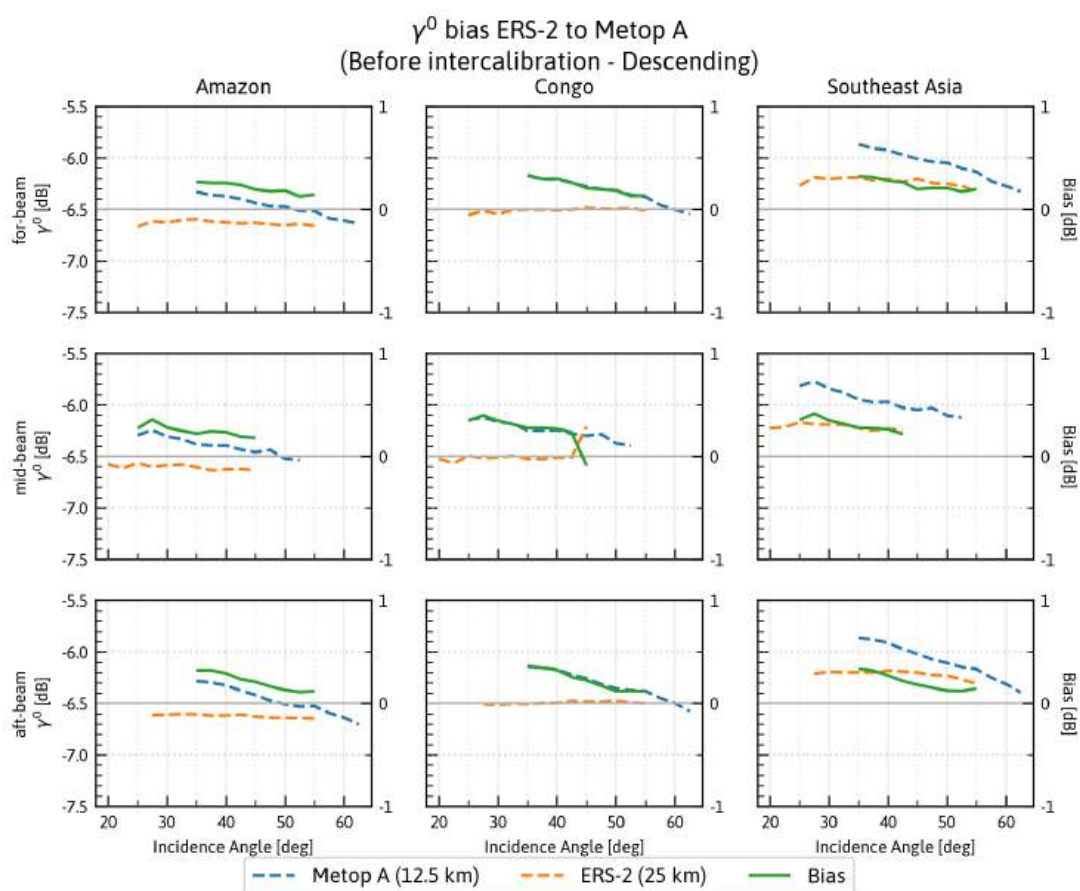 γ⁰ bias ERS-2 to Metop A
(Before intercalibration - Descending)
Amazon
Congo
Southeast Asia
for-beam
γ⁰ [dB]
-5.5
-6.0
-6.5
-7.0
-7.5
1
0
-1
1
0
-1
1
0
-1
Bias [dB]
mid-beam
γ⁰ [dB]
-5.5
-6.0
-6.5
-7.0
-7.5
1
0
-1
1
0
-1
1
0
-1
Bias [dB]
aft-beam
γ⁰ [dB]
-5.5
-6.0
-6.5
-7.0
-7.5
1
0
-1
1
0
-1
1
0
-1
Bias [dB]
20 30 40 50 60
20 30 40 50 60
20 30 40 50 60
Incidence Angle [deg]
Incidence Angle [deg]
Incidence Angle [deg]
Metop A (12.5 km)
ERS-2 (25 km)
Bias